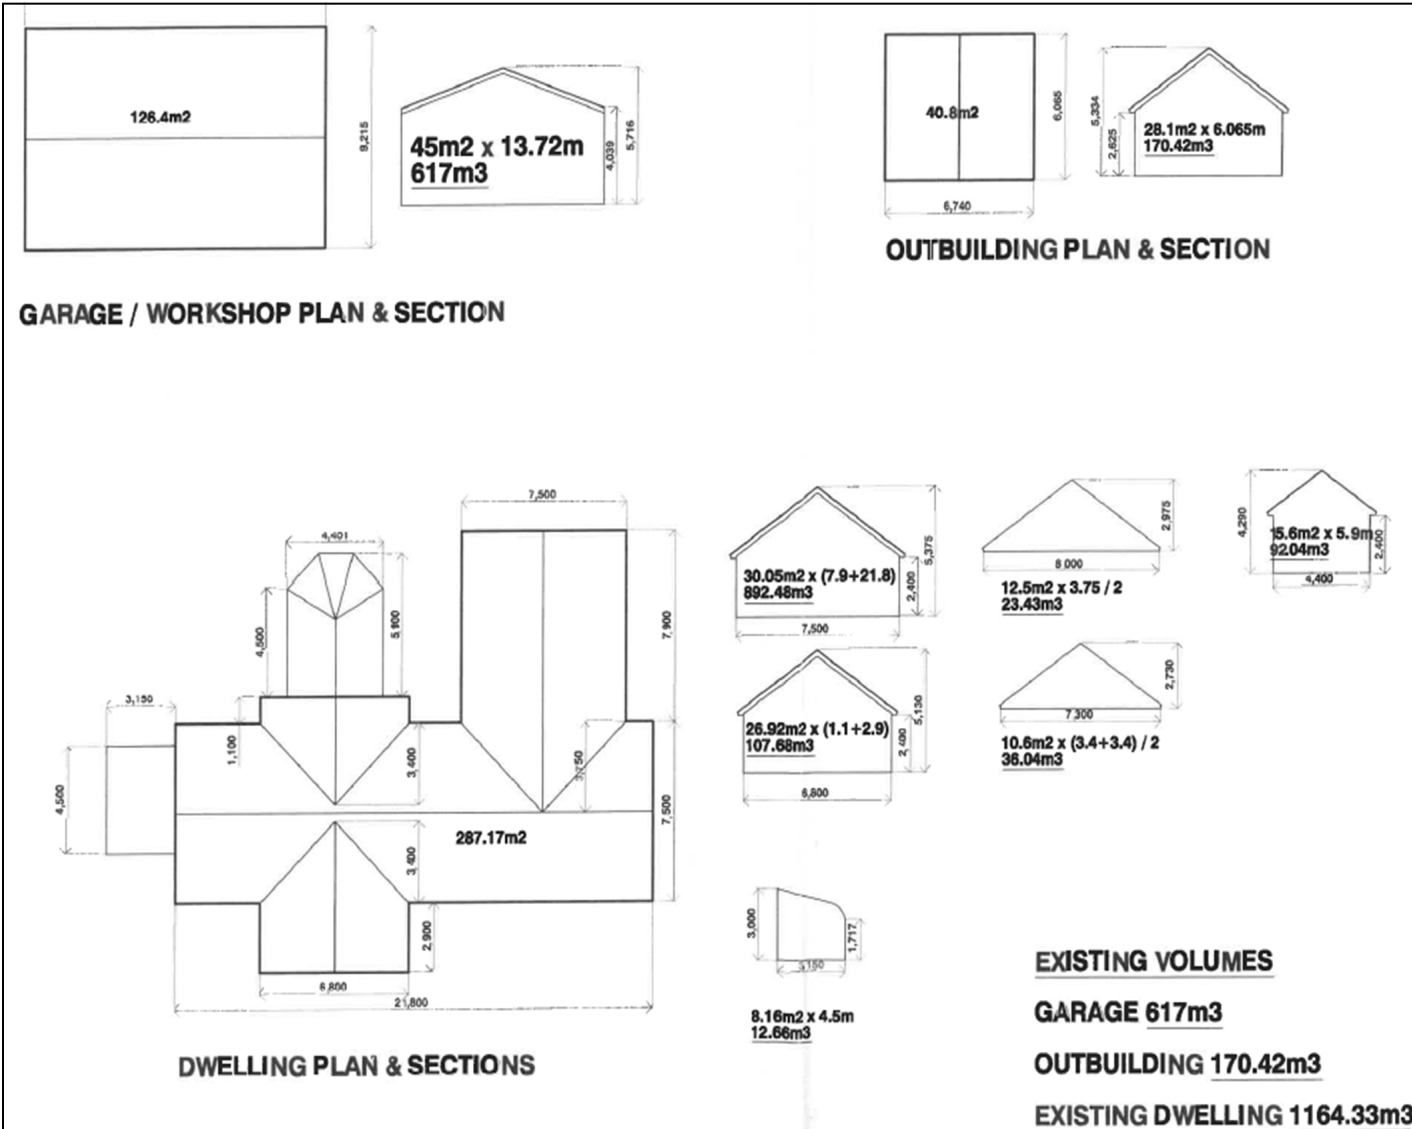 126.4m2
9,215
45m2 x 13.72m
617m3
4,039
5,716
GARAGE / WORKSHOP PLAN & SECTION
40.8m2
6,065
6,740
5,334
2,625
28.1m2 x 6.065m
170.42m3
OUTBUILDING PLAN & SECTION
7,500
4,401
4,500
5,900
7,900
3,150
1,100
3,400
3,750
4,500
7,500
287.17m2
3,400
2,900
6,800
21,800
DWELLING PLAN & SECTIONS
30.05m2 x (7.9+21.8)
892.48m3
2,400
5,375
7,500
2,975
8,000
12.5m2 x 3.75 / 2
23.43m3
4,290
15.6m2 x 5.9m
92.04m3
2,400
4,400
26.92m2 x (1.1+2.9)
107.68m3
2,400
5,130
6,800
2,730
7,300
10.6m2 x (3.4+3.4) / 2
36.04m3
3,000
1,717
3,150
8.16m2 x 4.5m
12.66m3
EXISTING VOLUMES
GARAGE 617m3
OUTBUILDING 170.42m3
EXISTING DWELLING 1164.33m3